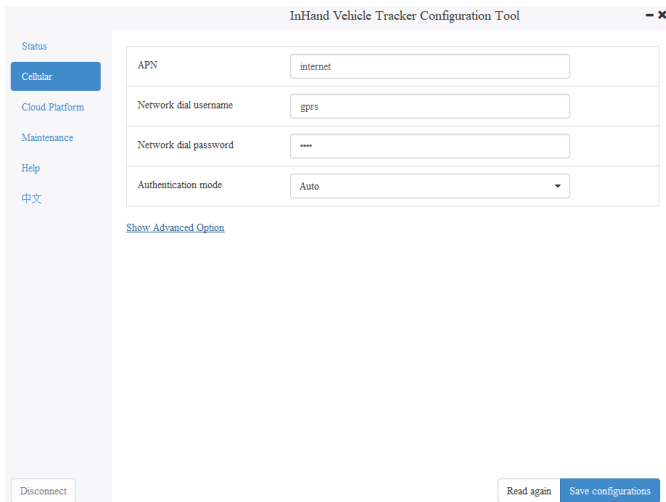 InHand Vehicle Tracker Configuration Tool
Status
Cellular
Cloud Platform
Maintenance
Help
中文
APN
internet
Network dial username
gprs
Network dial password
••••
Authentication mode
Auto
Show Advanced Option
Disconnect
Read again
Save configurations